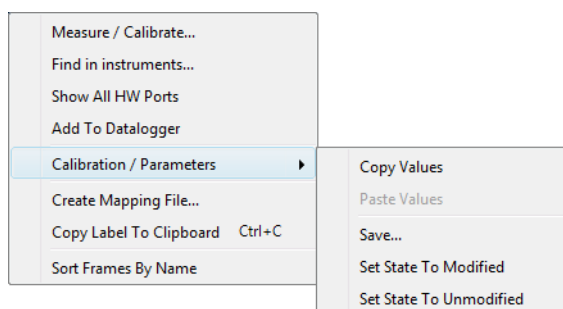 Measure / Calibrate...
Find in instruments...
Show All HW Ports
Add To Datalogger
Calibration / Parameters
Create Mapping File...
Copy Label To Clipboard Ctrl+C
Sort Frames By Name
Copy Values
Paste Values
Save...
Set State To Modified
Set State To Unmodified